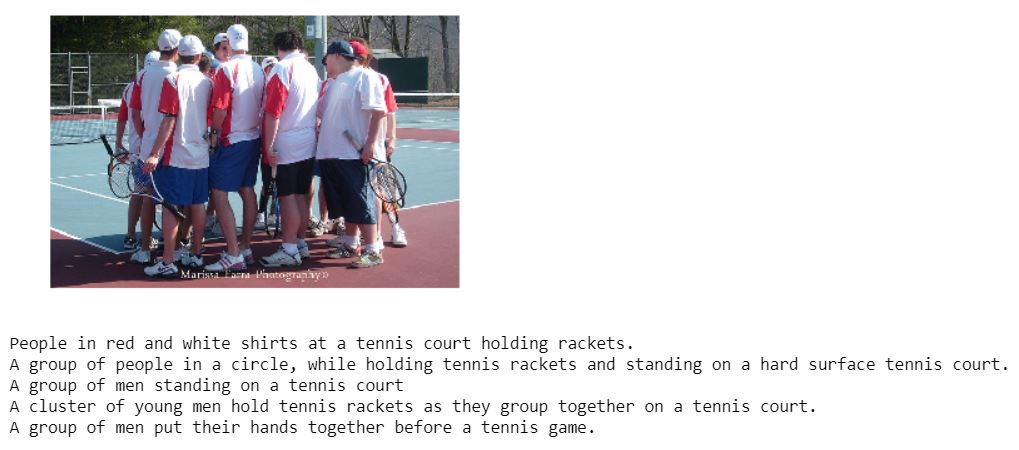 Marissa Farra Photography©
People in red and white shirts at a tennis court holding rackets.
A group of people in a circle, while holding tennis rackets and standing on a hard surface tennis court.
A group of men standing on a tennis court
A cluster of young men hold tennis rackets as they group together on a tennis court.
A group of men put their hands together before a tennis game.